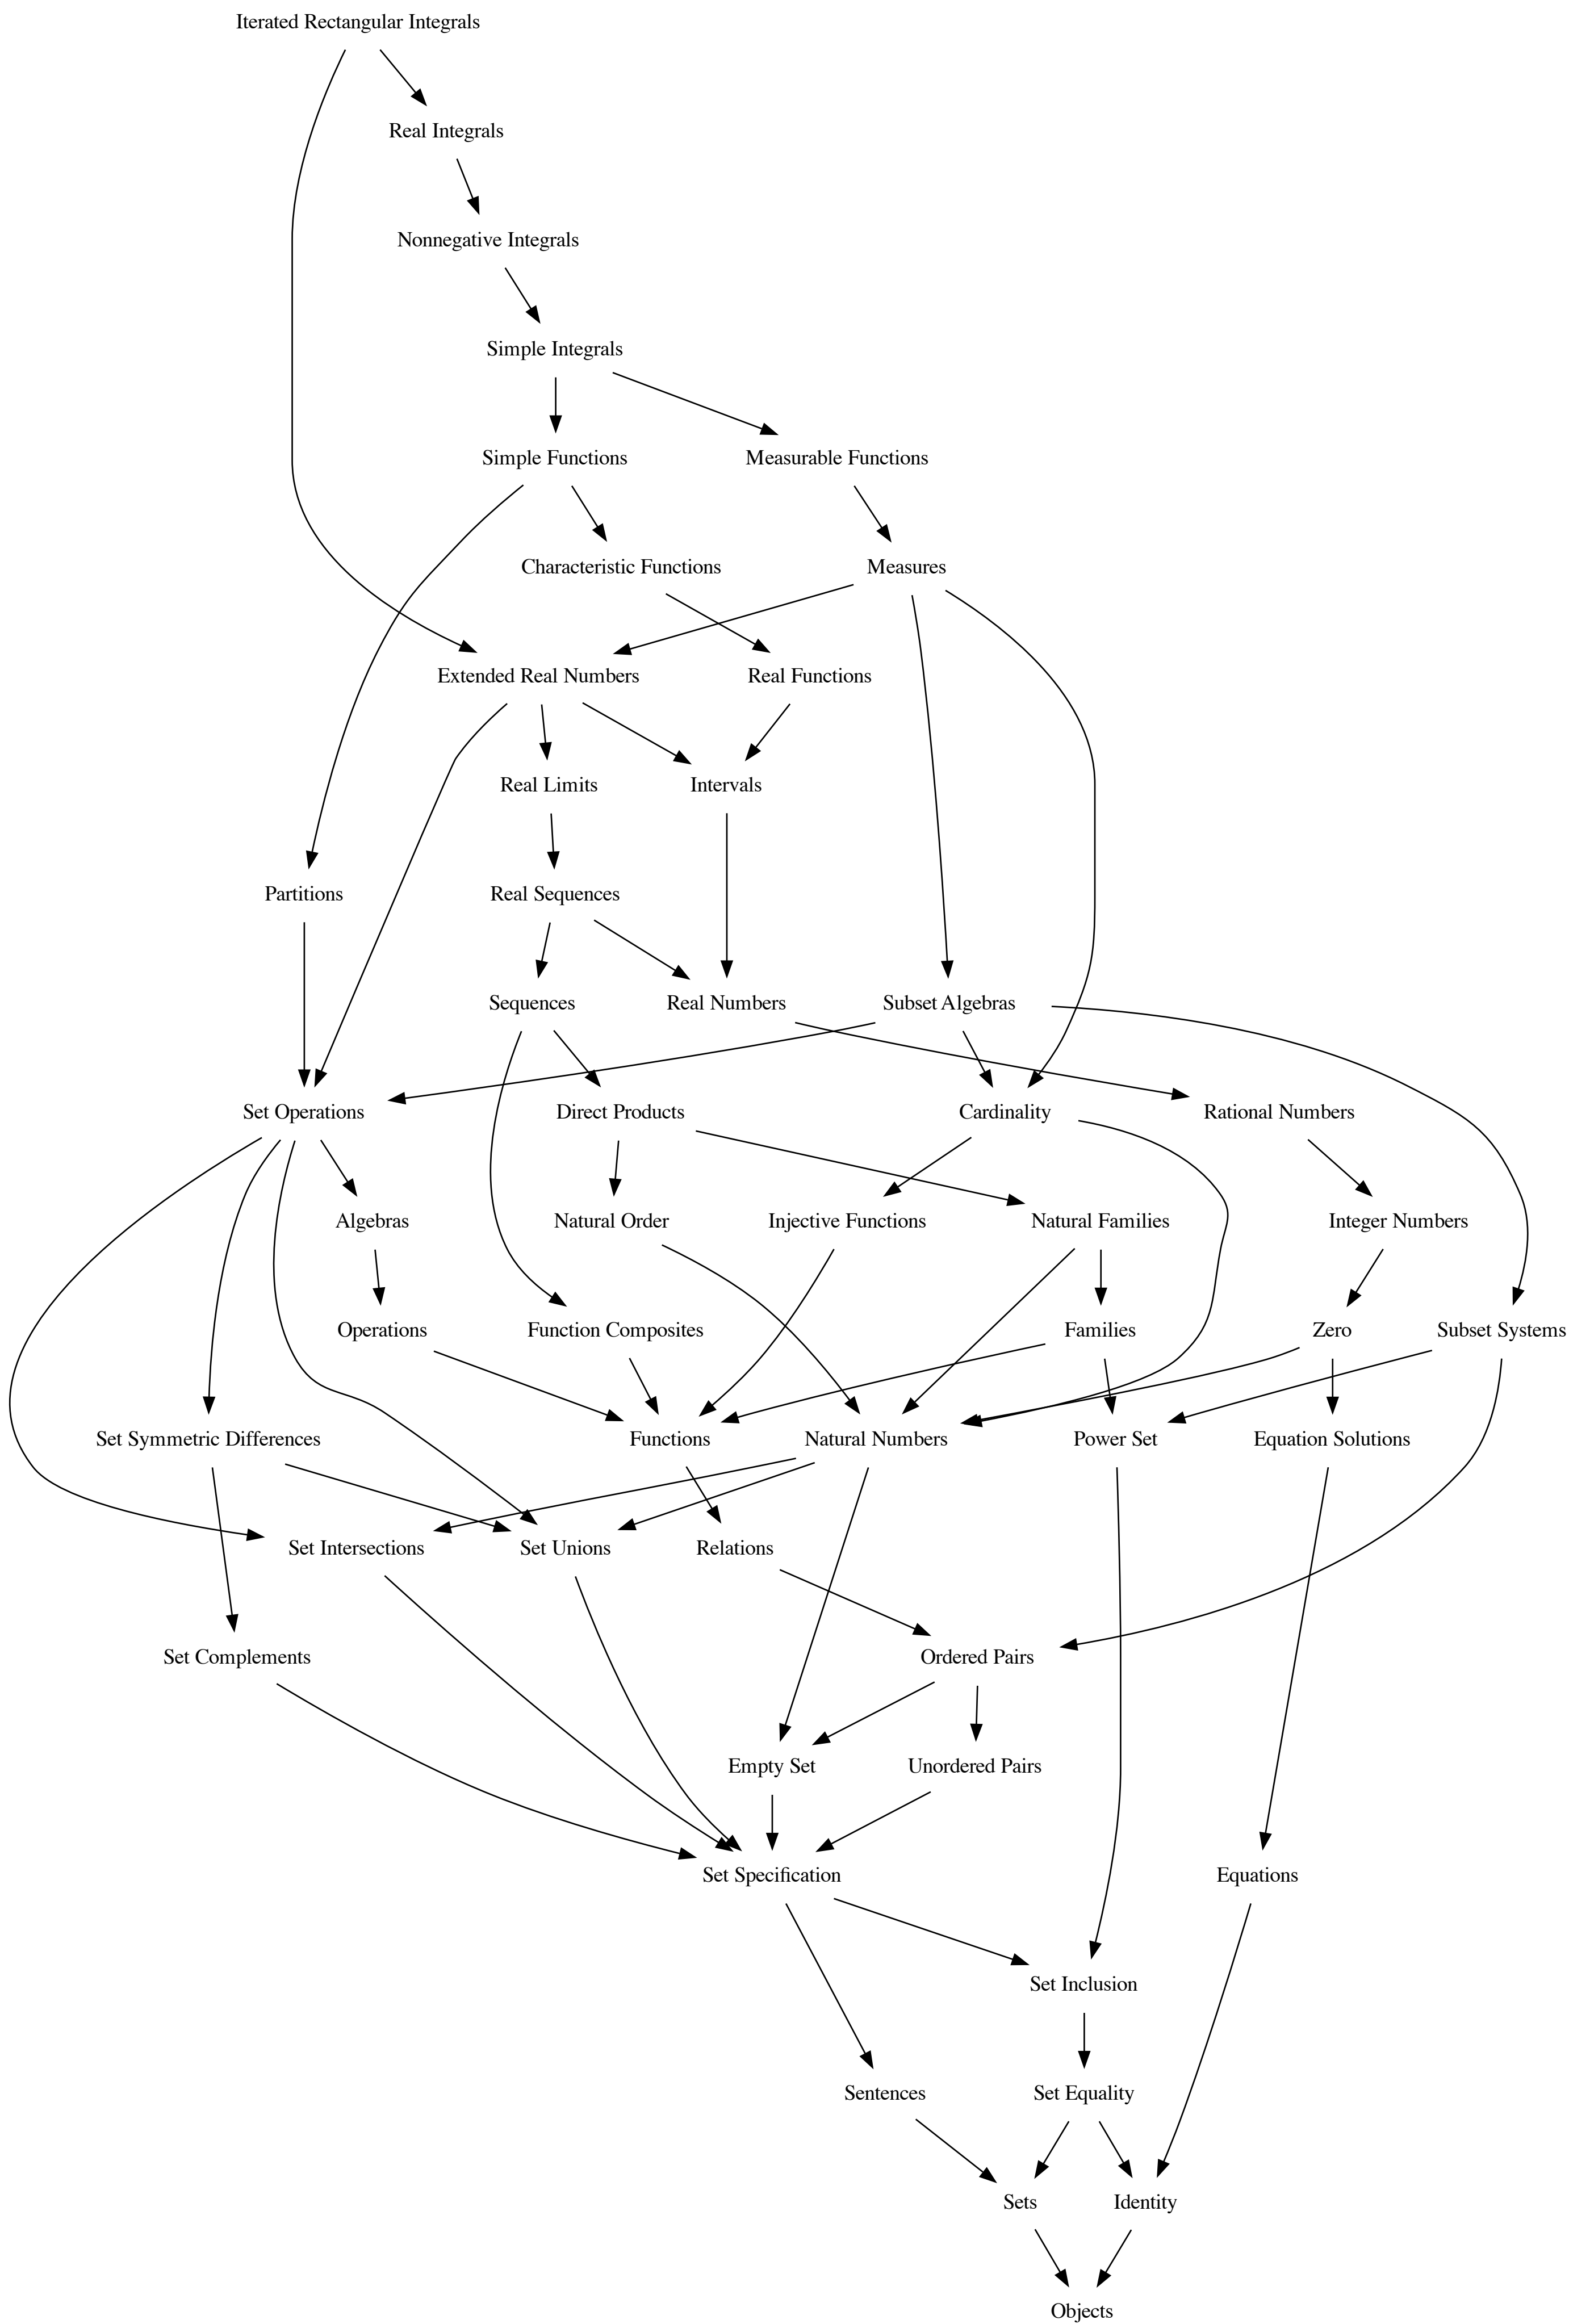 Iterated Rectangular Integrals
Real Integrals
Nonnegative Integrals
Simple Integrals
Simple Functions
Measurable Functions
Characteristic Functions
Measures
Extended Real Numbers
Real Functions
Real Limits
Intervals
Partitions
Real Sequences
Sequences
Real Numbers
Subset Algebras
Set Operations
Direct Products
Cardinality
Rational Numbers
Algebras
Natural Order
Injective Functions
Natural Families
Integer Numbers
Operations
Function Composites
Families
Zero
Subset Systems
Set Symmetric Differences
Functions
Natural Numbers
Power Set
Equation Solutions
Set Intersections
Set Unions
Relations
Set Complements
Ordered Pairs
Empty Set
Unordered Pairs
Set Specification
Equations
Set Inclusion
Sentences
Set Equality
Sets
Identity
Objects